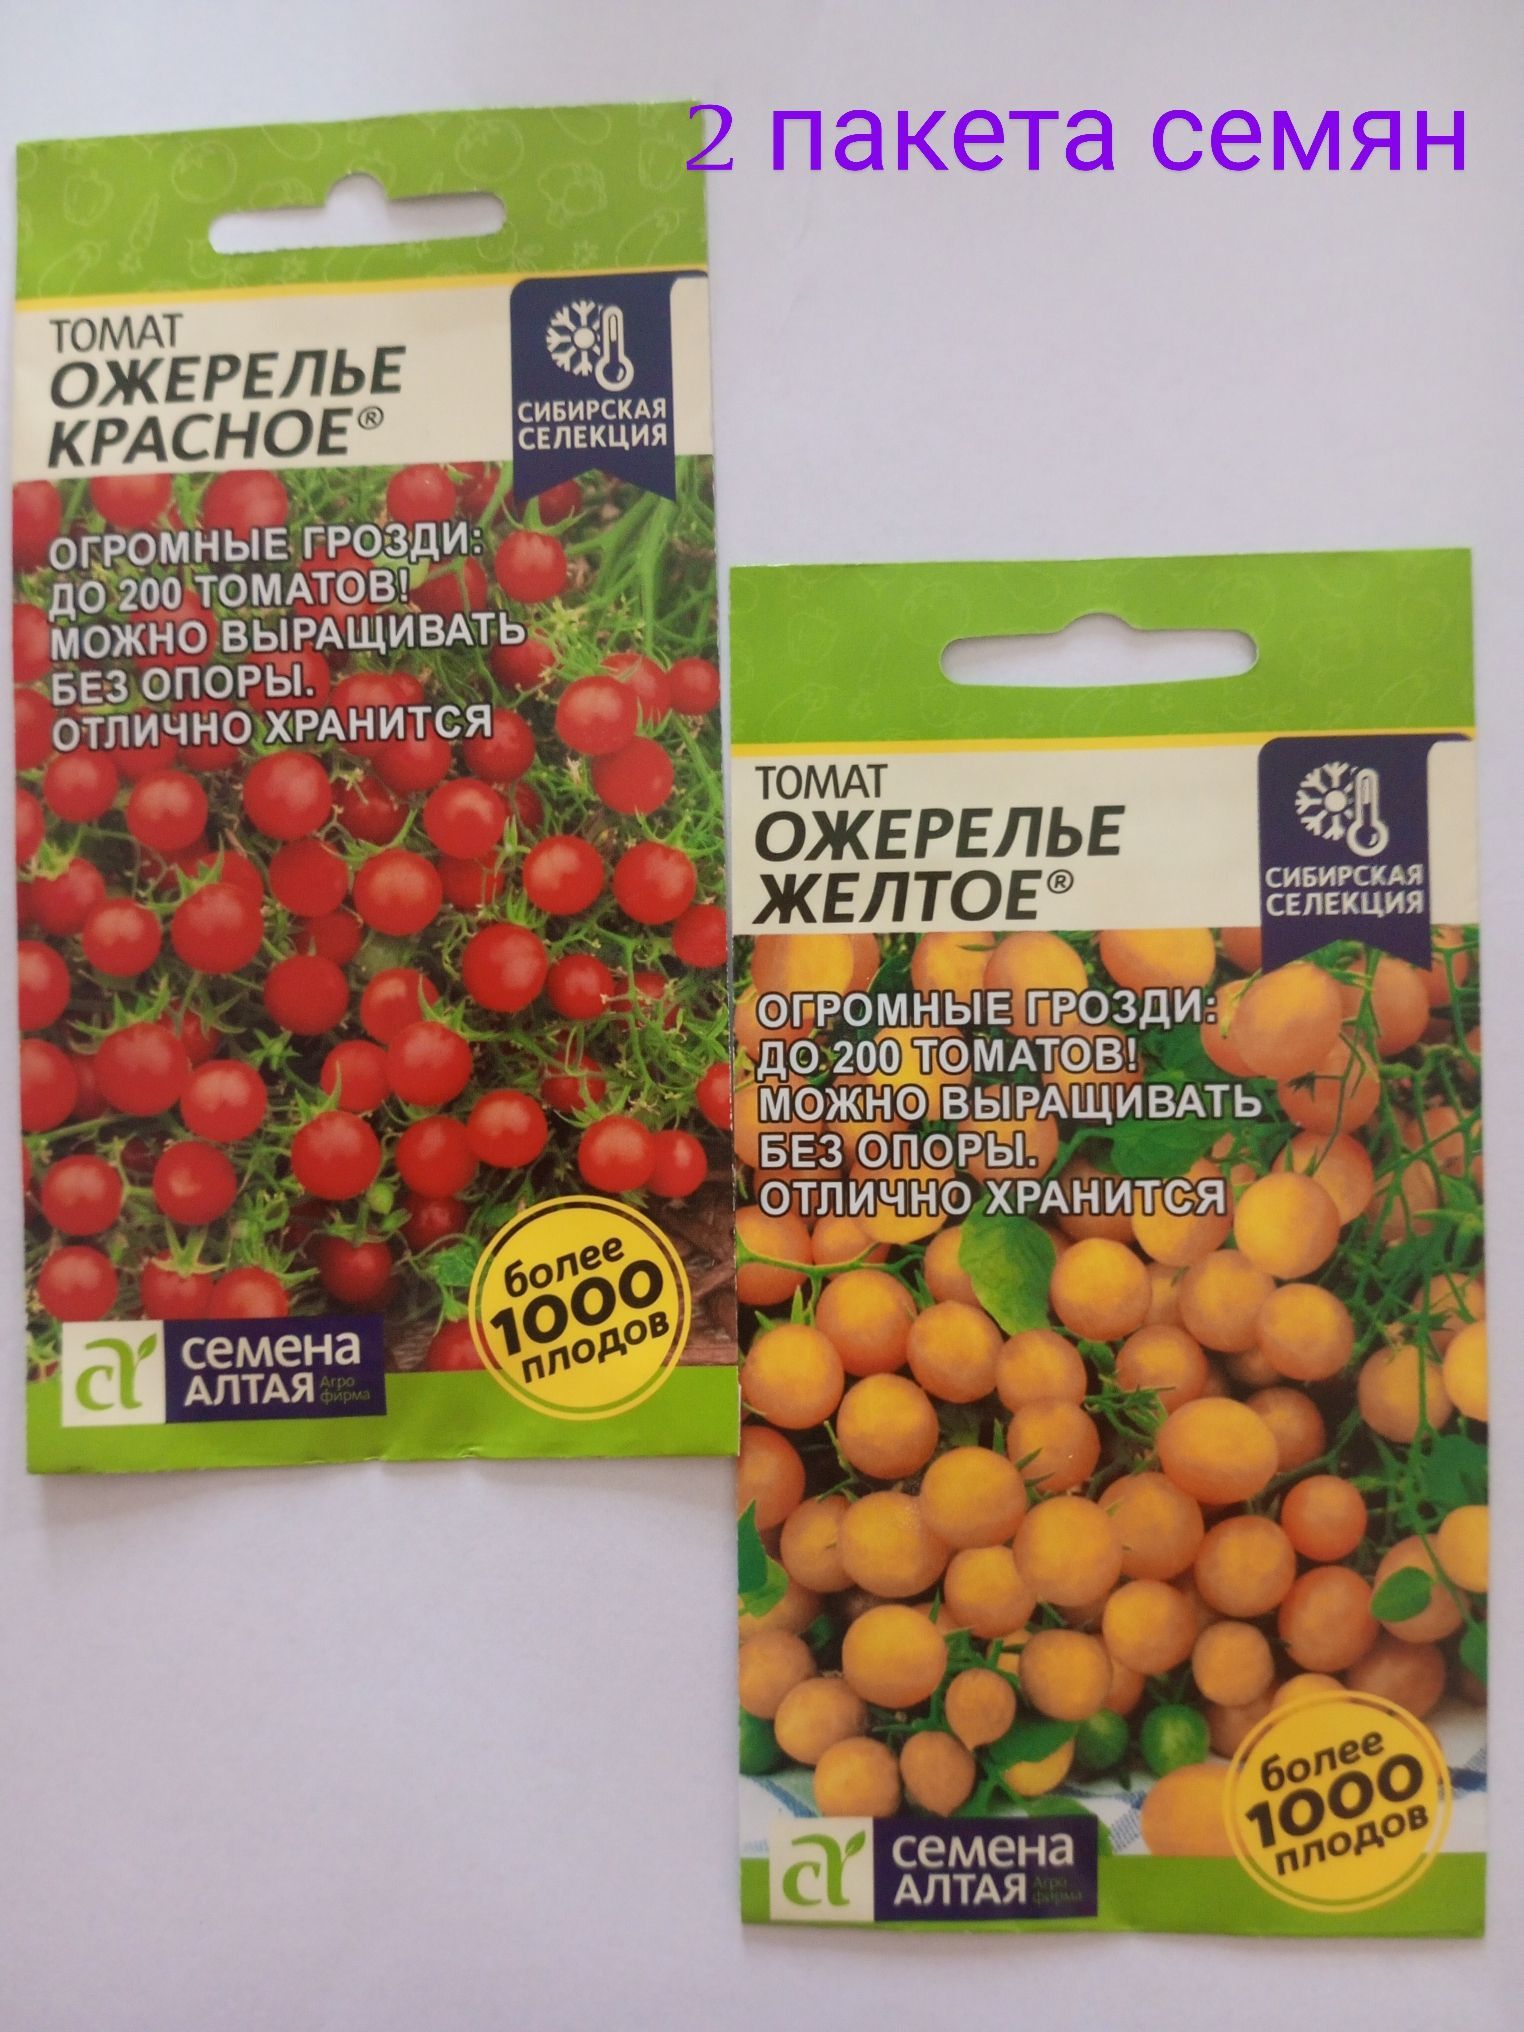 2 пакета семян
ТОМАТ
ОЖЕРЕЛЬЕ
КРАСНОЕ®
СИБИРСКАЯ
СЕЛЕКЦИЯ
ОГРОМНЫЕ ГРОЗДИ:
ДО 200 ТОМАТОВ!
МОЖНО ВЫРАЩИВАТЬ
БЕЗ ОПОРЫ.
ОТЛИЧНО ХРАНИТСЯ
более
1000
плодов
семена
АЛТАЯ
Агро
фирма
ТОМАТ
ОЖЕРЕЛЬЕ
ЖЕЛТОЕ®
СИБИРСКАЯ
СЕЛЕКЦИЯ
ОГРОМНЫЕ ГРОЗДИ:
ДО 200 ТОМАТОВ!
МОЖНО ВЫРАЩИВАТЬ
БЕЗ ОПОРЫ.
ОТЛИЧНО ХРАНИТСЯ
более
1000
плодов
семена
АЛТАЯ
Агро
фирма